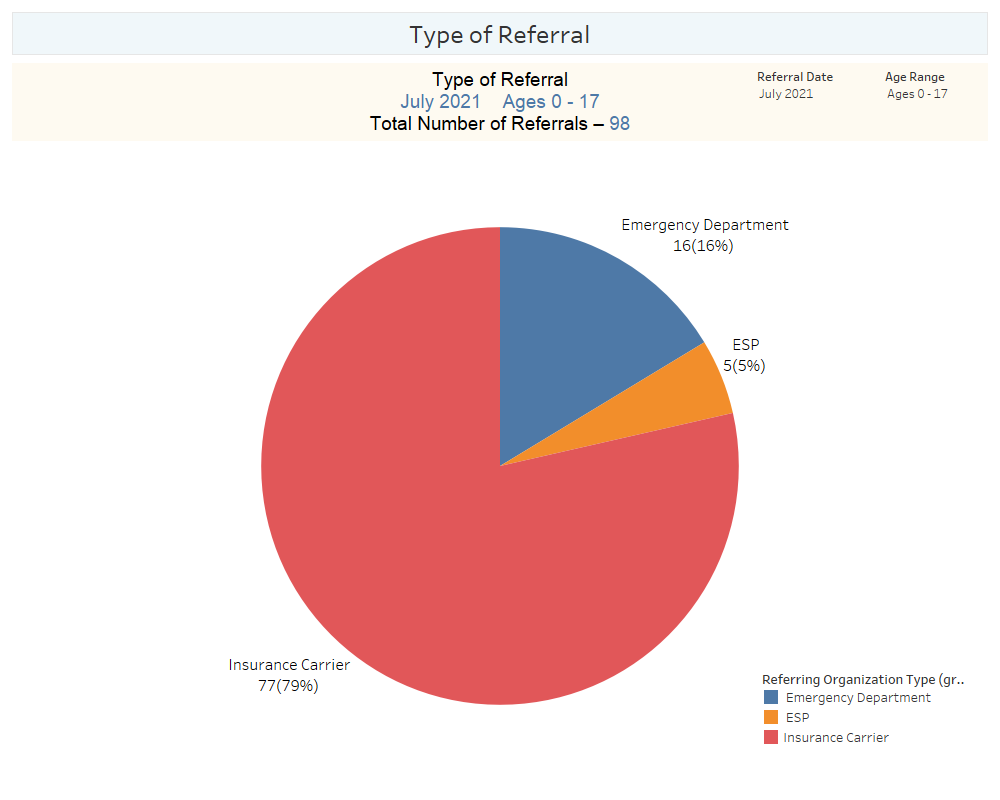 Type of Referral
Type of Referral
July 2021 Ages 0 - 17
Total Number of Referrals – 98
Referral Date
July 2021
Age Range
Ages 0 - 17
Emergency Department
16(16%)
ESP
5(5%)
Insurance Carrier
77(79%)
Referring Organization Type (gr..
Emergency Department
ESP
Insurance Carrier